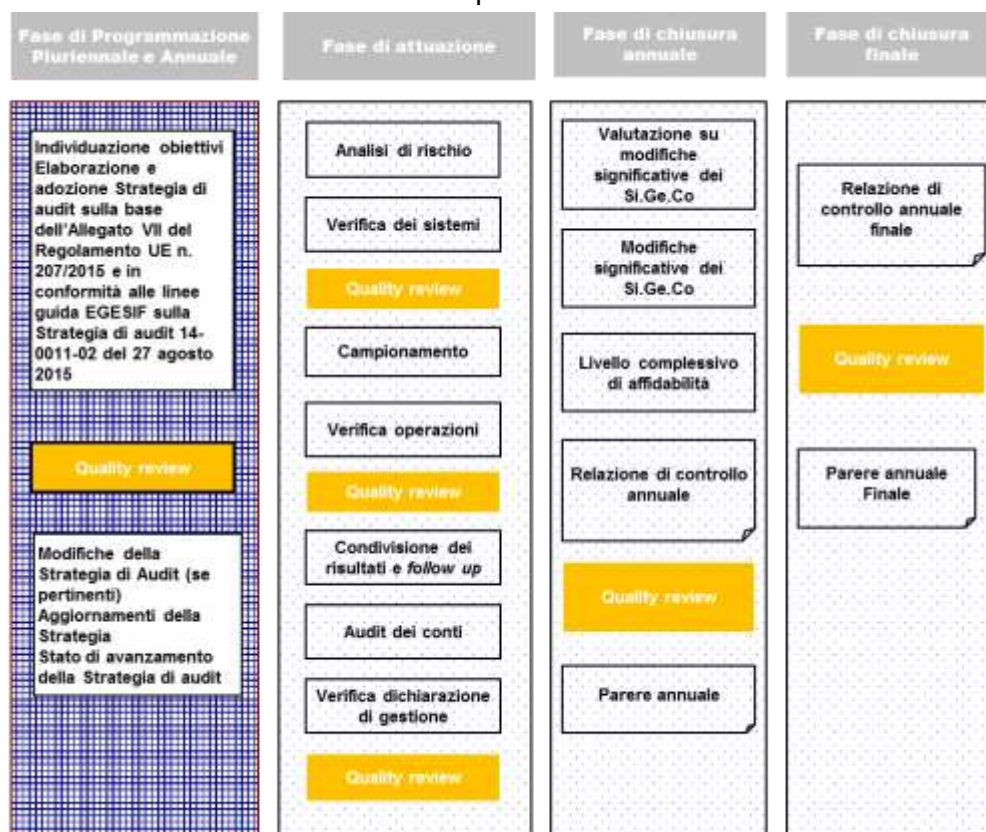 Fase di Programmazione
Pluriennale e Annuale
Individuazione obiettivi
Elaborazione e
adozione Strategia di
audit sulla base
dell'Allegato VII del
Regolamento UE n.
207/2015 e in
conformità alle linee
guida EGESIF sulla
Strategia di audit 14-
0011-02 del 27 agosto
2015
Quality review
Modifiche della
Strategia di Audit (se
pertinenti)
Aggiornamenti della
Strategia
Stato di avanzamento
della Strategia di audit
Fase di attuazione
Analisi di rischio
Verifica dei sistemi
Quality review
Campionamento
Verifica operazioni
Quality review
Condivisione dei
risultati e follow up
Audit dei conti
Verifica dichiarazione
di gestione
Quality review
Fase di chiusura
annuale
Valutazione su
modifiche
significative dei
Si.Ge.Co
Modifiche
significative dei
Si.Ge.Co
Livello complessivo
di affidabilità
Relazione di controllo
annuale
Quality review
Parere annuale
Fase di chiusura
finale
Relazione di
controllo annuale
finale
Quality review
Parere annuale
Finale